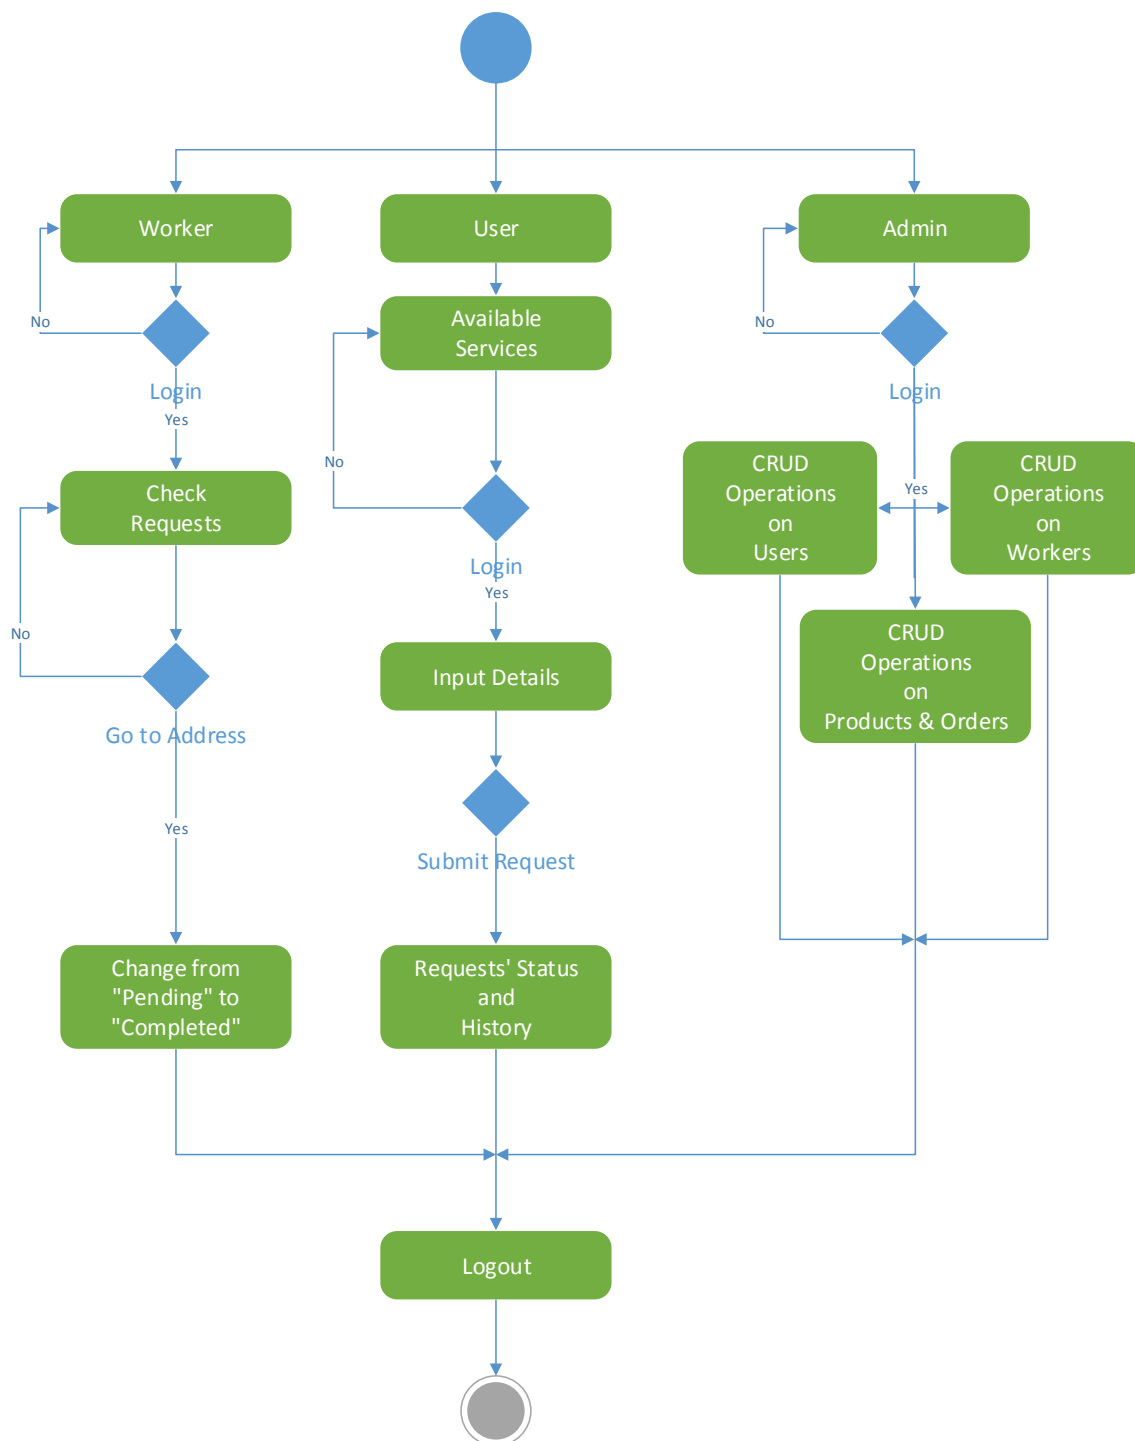 Worker
User
Admin
Available
Services
No
No
Login
Login
Yes
CRUD
Operations
on
Users
CRUD
Operations
on
Workers
No
Check
Requests
Yes
Login
Yes
No
CRUD
Operations
on
Products & Orders
Input Details
Go to Address
Yes
Submit Request
Change from
"Pending" to
"Completed"
Requests' Status
and
History
Logout